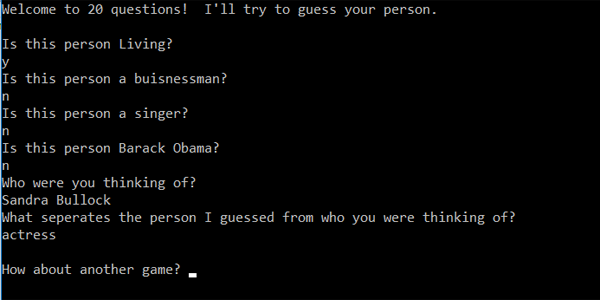 Welcome to 20 questions!  I'll try to guess your person.
Is this person Living?
y
Is this person a buisnessman?
n
Is this person a singer?
n
Is this person Barack Obama?
n
Who were you thinking of?
Sandra Bullock
What seperates the person I guessed from who you were thinking of?
actress
How about another game?